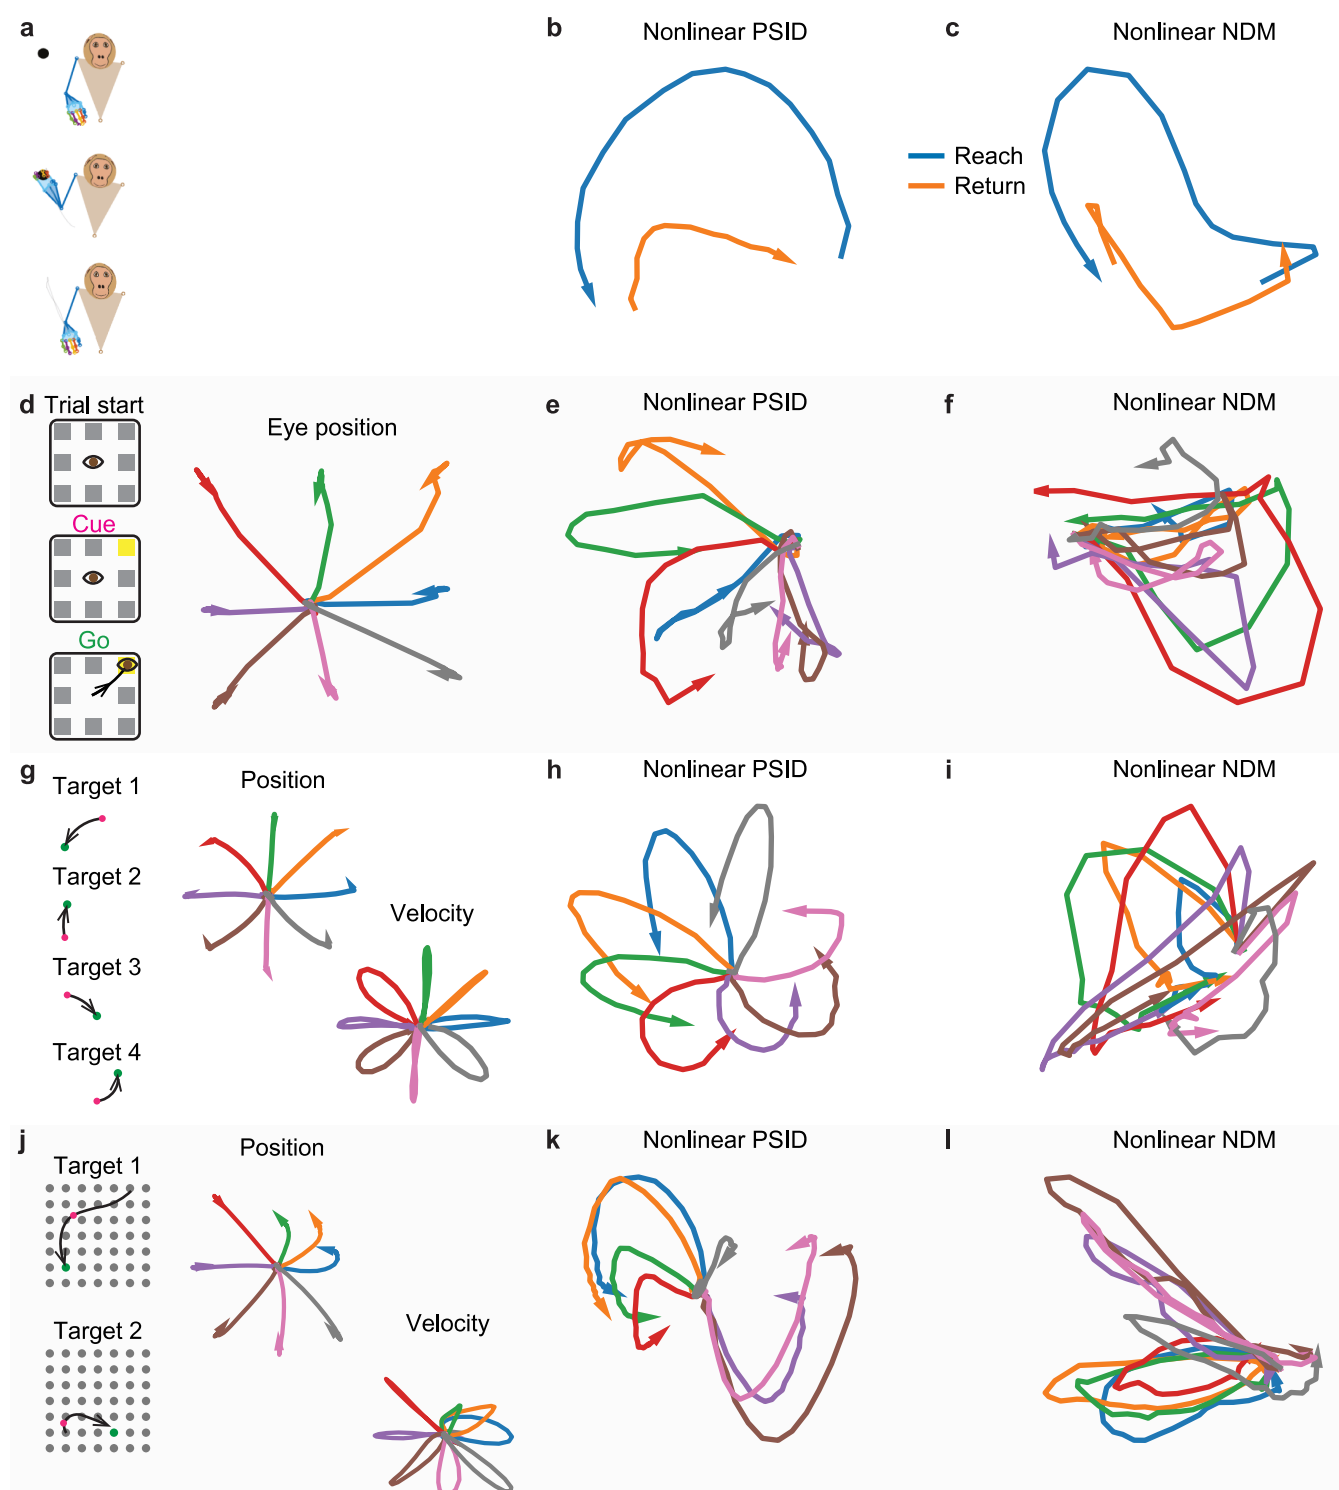 a
b
Nonlinear PSID
c
Nonlinear NDM
Reach
Return
d
Trial start
Cue
Go
Eye position
e
Nonlinear PSID
f
Nonlinear NDM
g
Target 1
Target 2
Target 3
Target 4
Position
Velocity
h
Nonlinear PSID
i
Nonlinear NDM
j
Target 1
Target 2
Position
Velocity
k
Nonlinear PSID
l
Nonlinear NDM